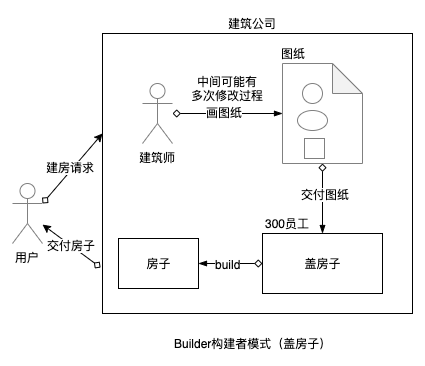 建筑公司
图纸
中间可能有
多次修改过程
画图纸
建筑师
建房请求
交付图纸
300员工
用户
交付房子
房子
build
盖房子
Builder构建者模式（盖房子）